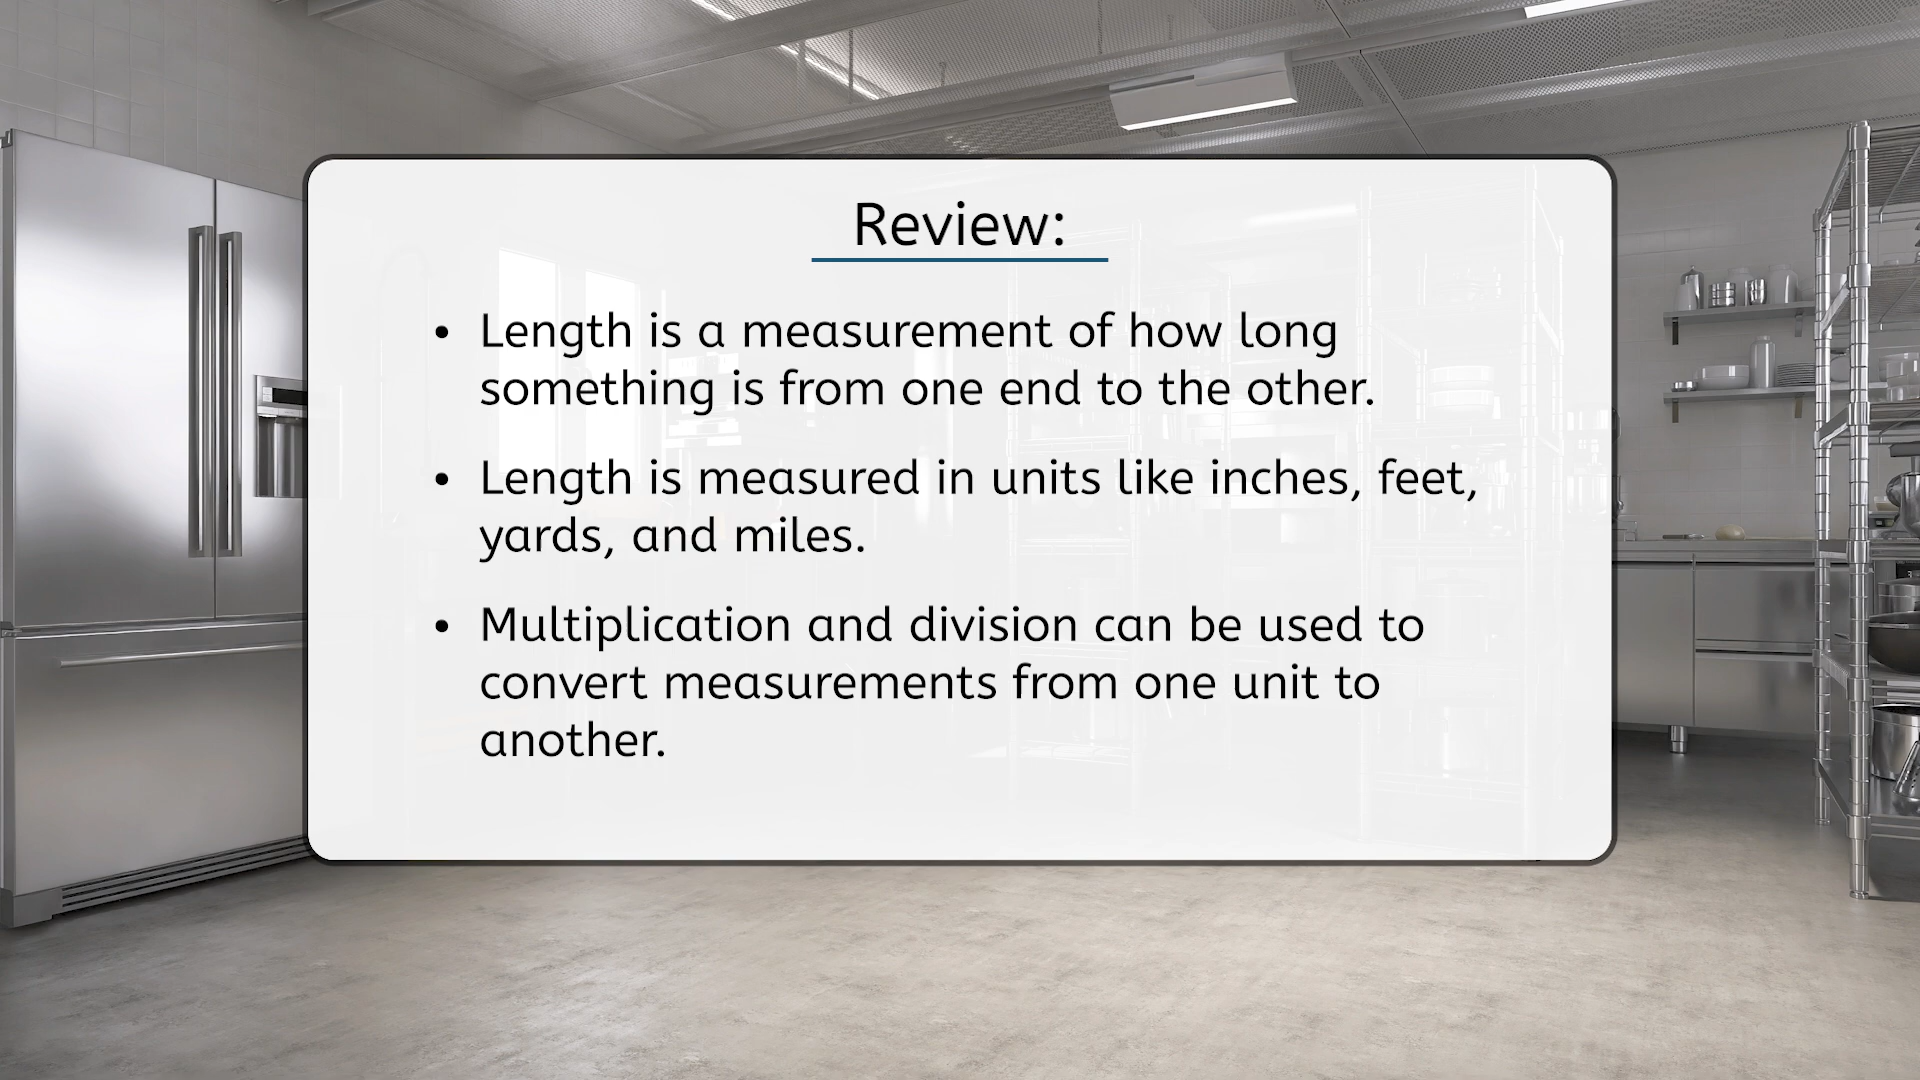 Review:
• Length is a measurement of how long
something is from one end to the other.
• Length is measured in units like inches, feet,
yards, and miles.
• Multiplication and division can be used to
convert measurements from one unit to
another.